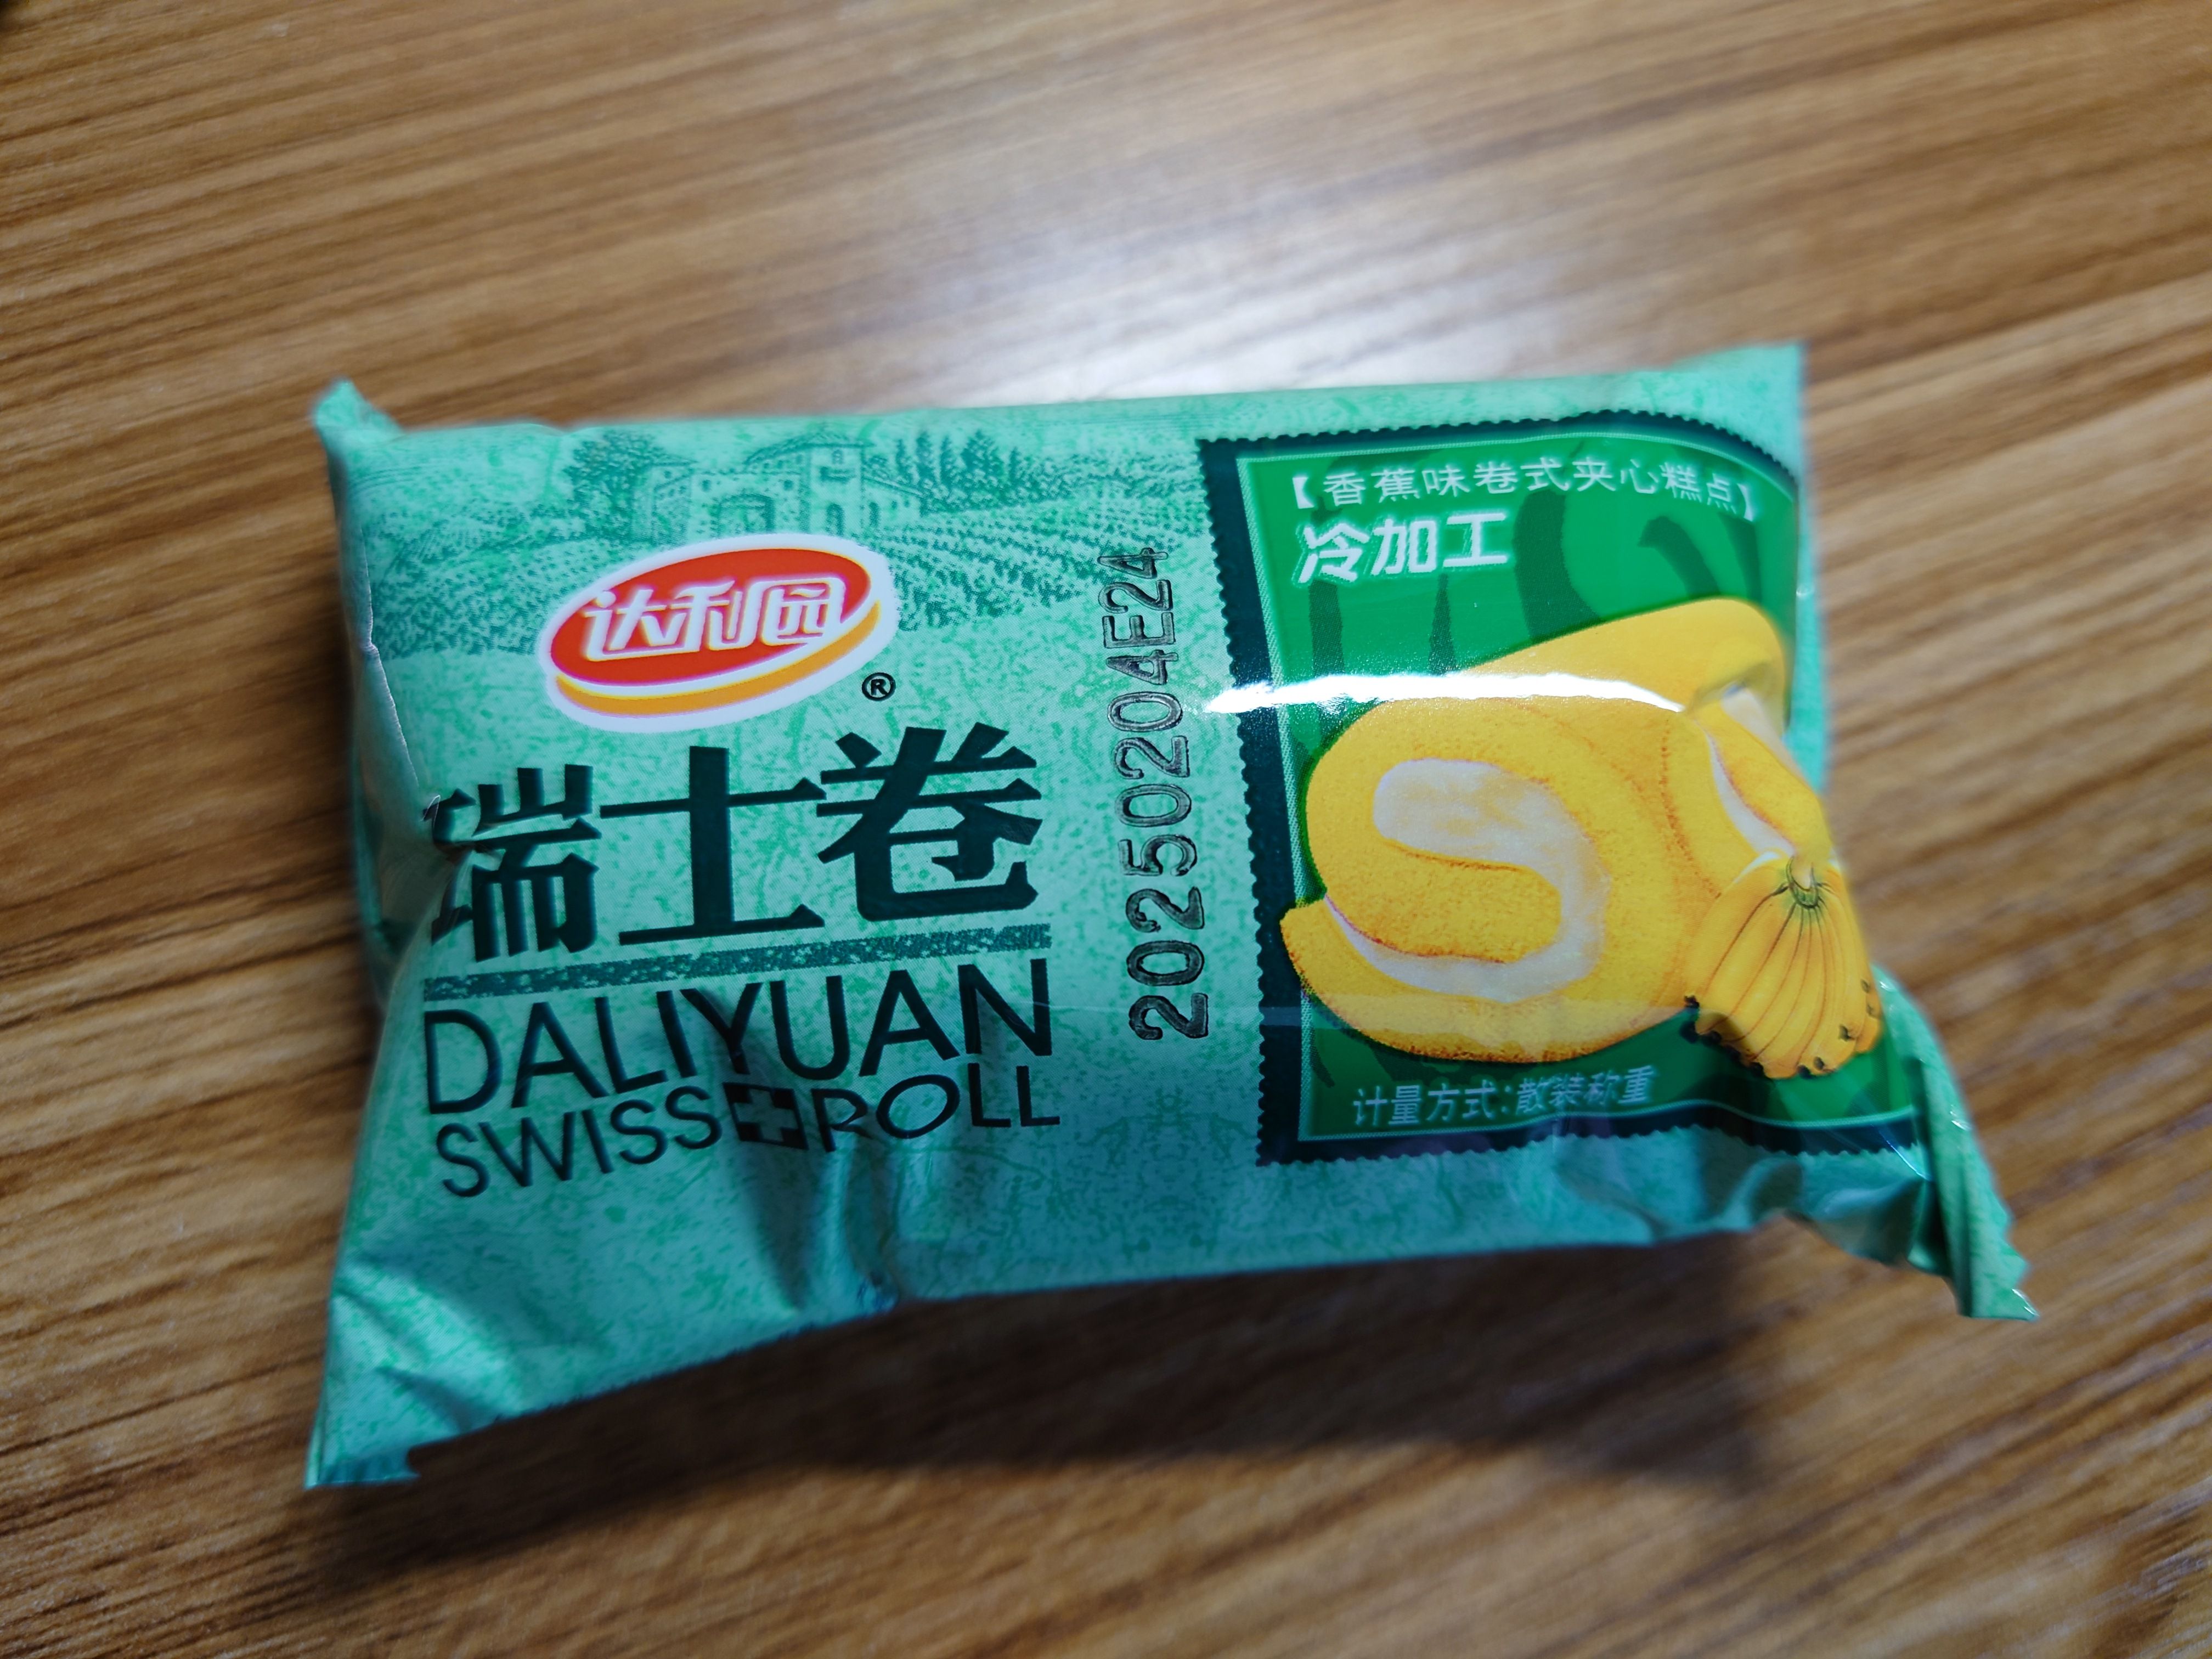 达利园
®
瑞士卷
DALIYUAN
SWISS ROLL
20250204E24
【香蕉味卷式夹心糕点】
冷加工
计量方式:散装称重